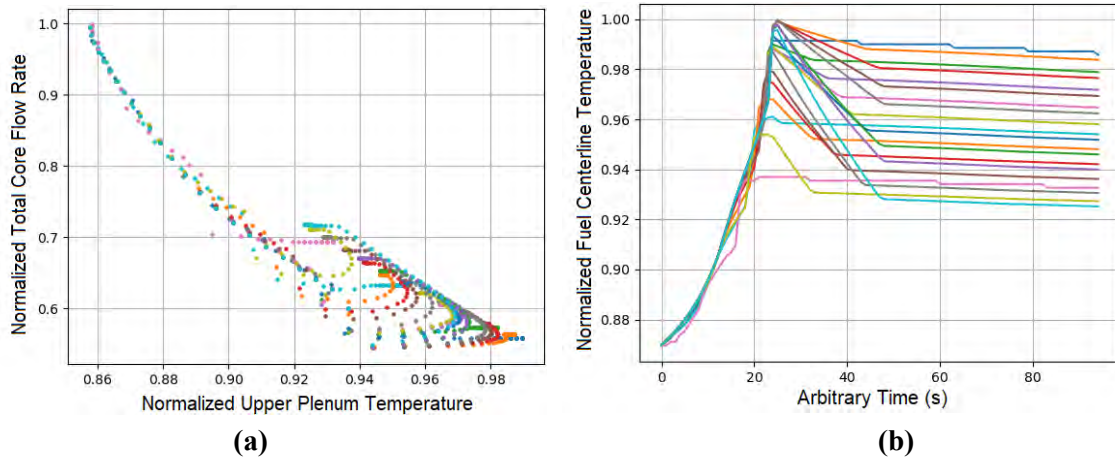 1.0
0.9
0.8
0.7
0.6
Normalized Total Core Flow Rate
0.86 0.88 0.90 0.92 0.94 0.96 0.98
Normalized Upper Plenum Temperature
(a)
1.00
0.98
0.96
0.94
0.92
0.90
0.88
Normalized Fuel Centerline Temperature
0 20 40 60 80
Arbitrary Time (s)
(b)